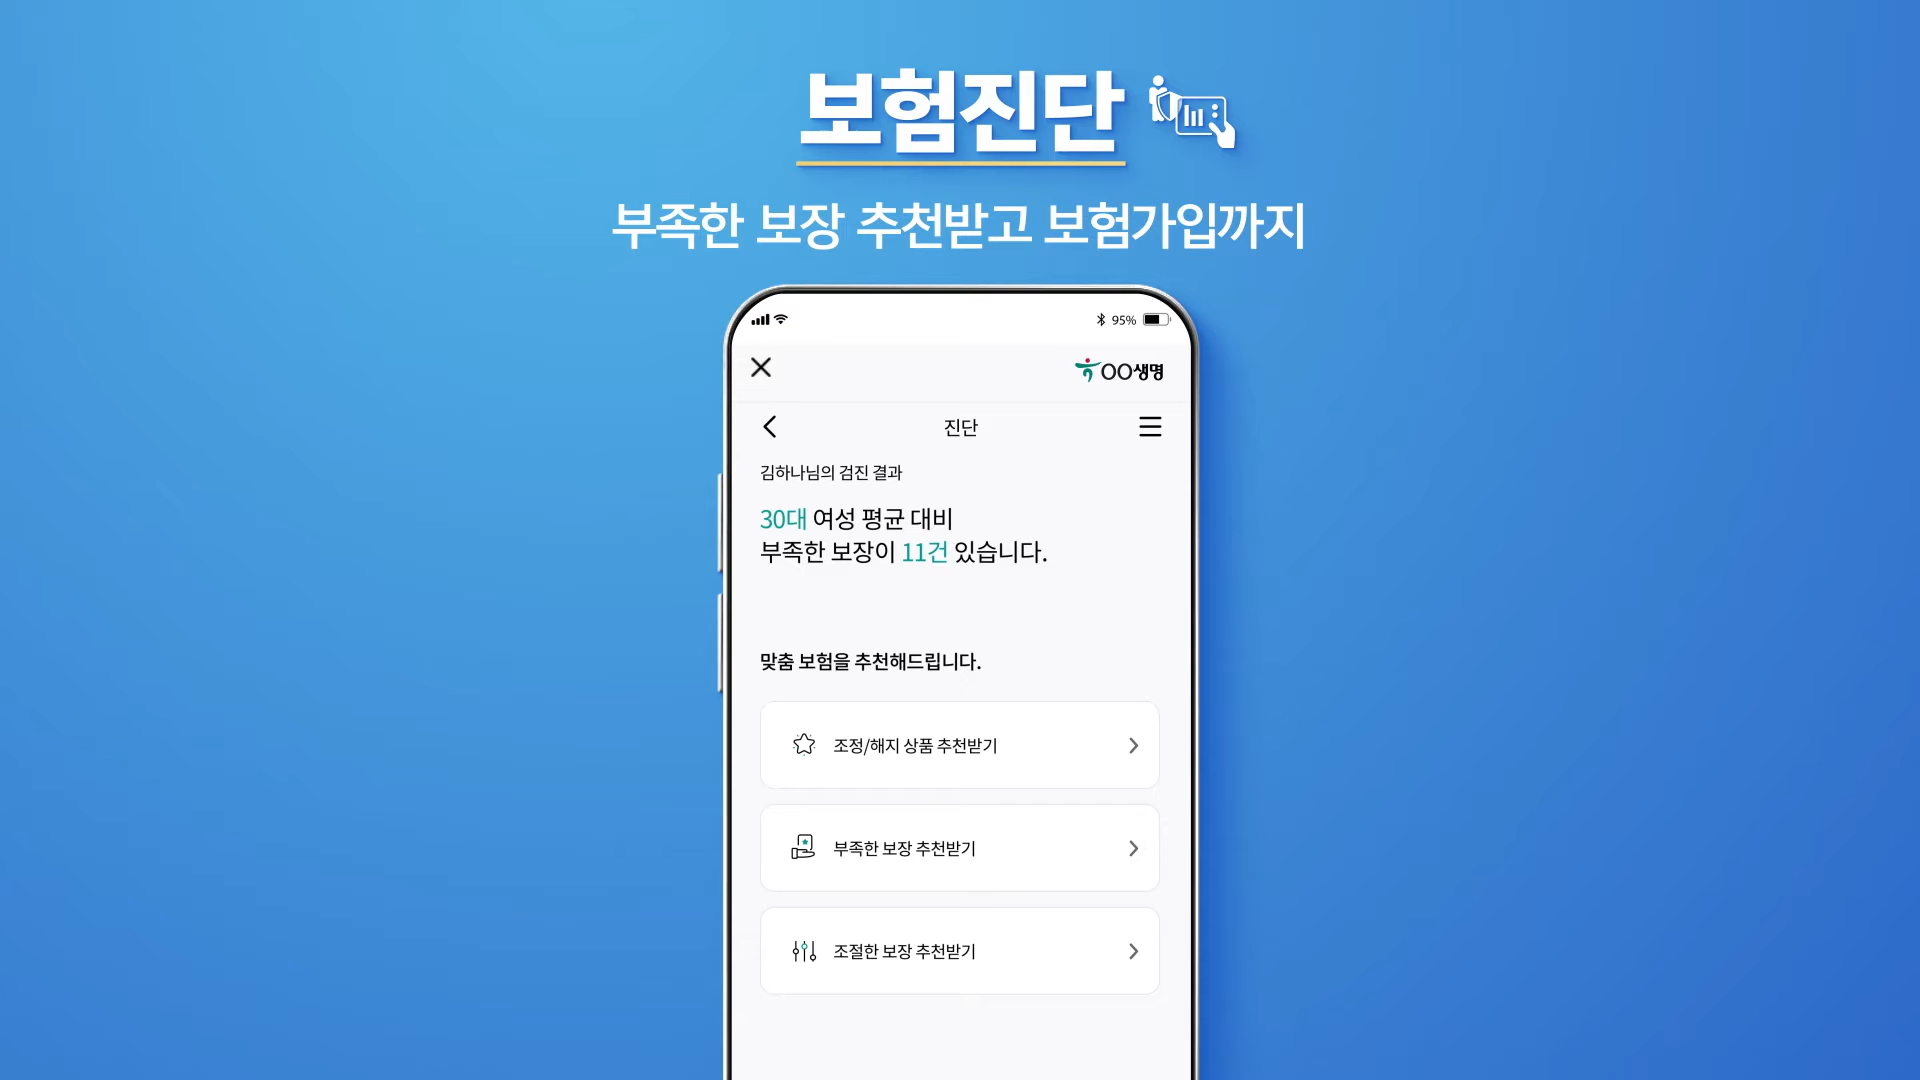 보험진단
부족한 보장 추천받고 보험가입까지
95%
OO생명
진단
김하나님의 검진 결과
30대 여성 평균 대비
부족한 보장이 11건 있습니다.
맞춤 보험을 추천해드립니다.
조정/해지 상품 추천받기
부족한 보장 추천받기
조절한 보장 추천받기